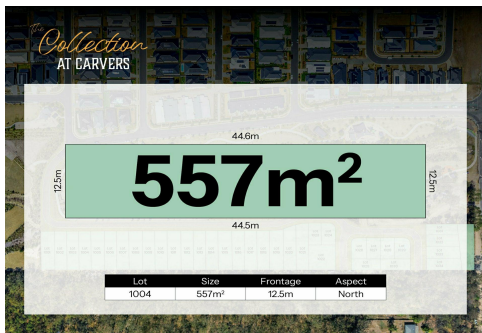 The
Collection
AT CARVERS
44.6m
12.5m
557m²
12.5m
44.5m
Lot Size Frontage Aspect
1004 557m² 12.5m North